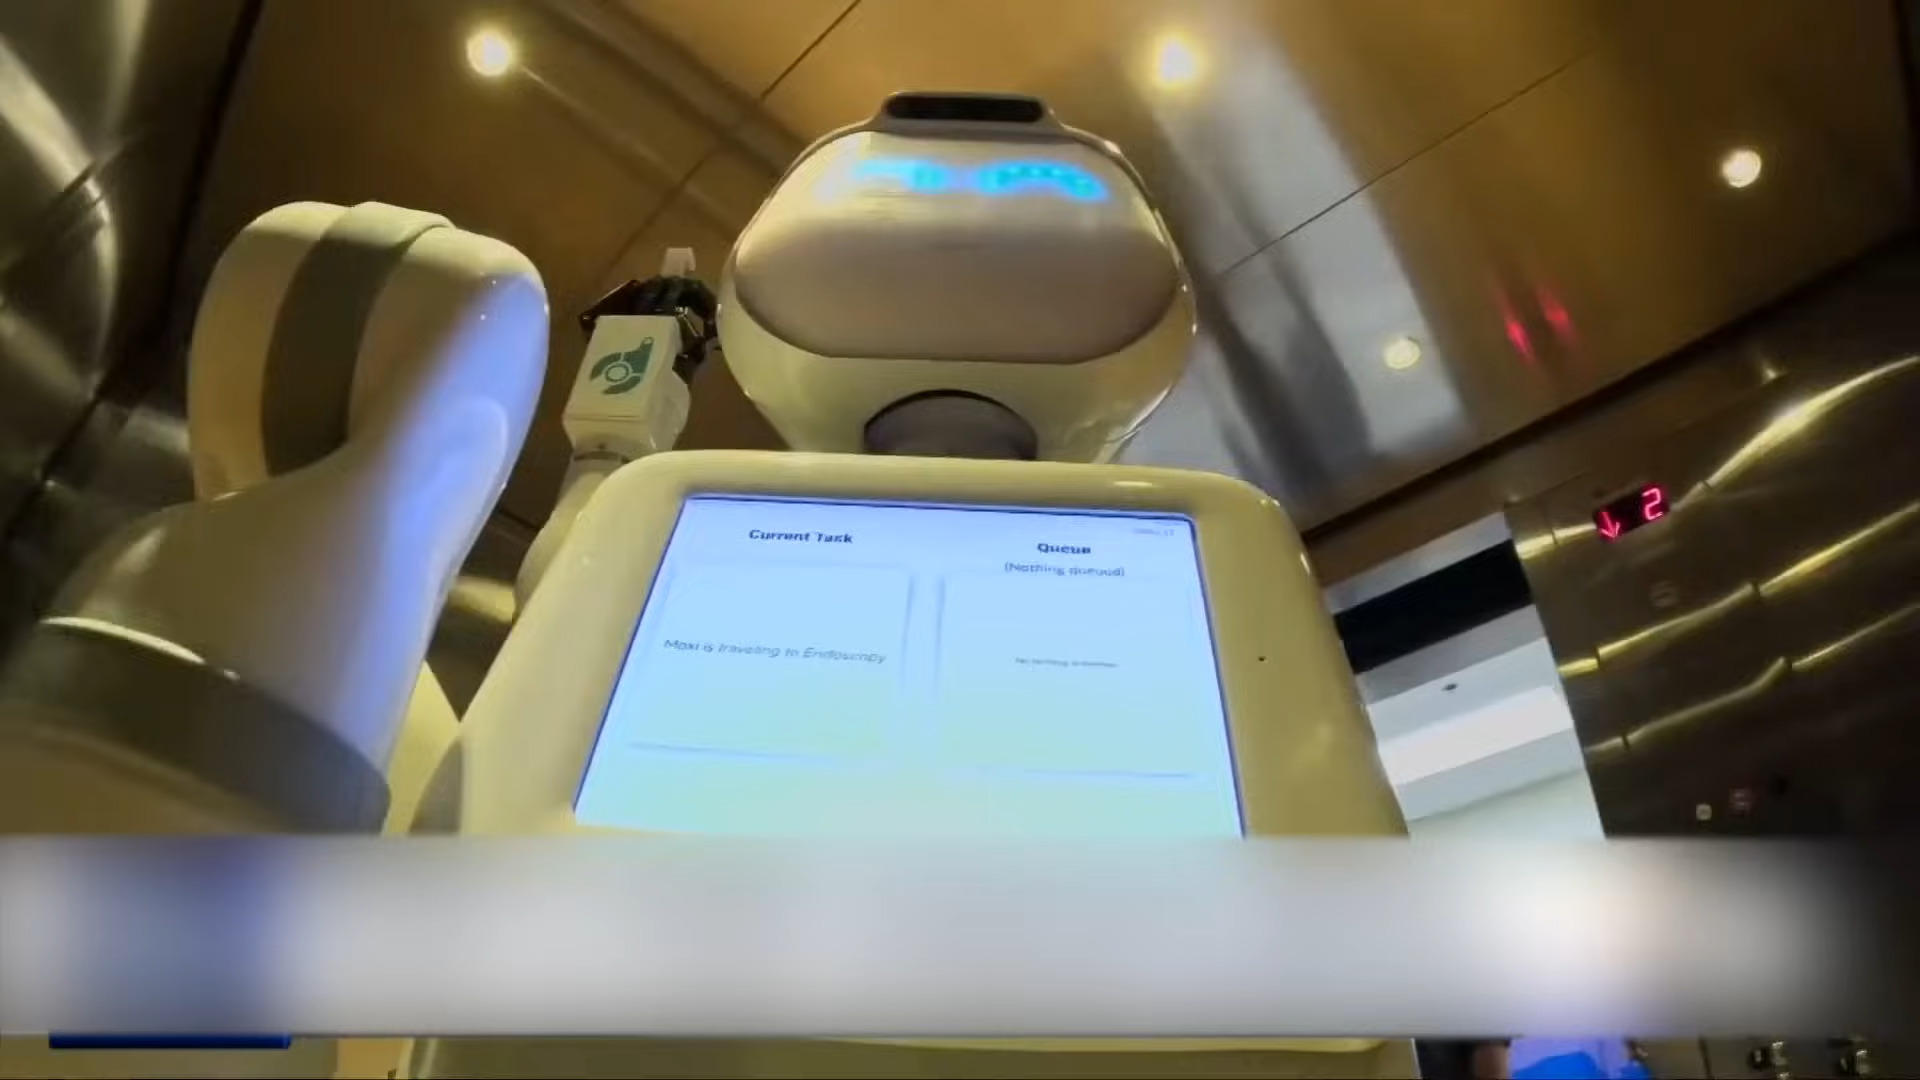 Current Task
Queue
(Nothing queued)
Moxi is traveling to Endoscopy
2